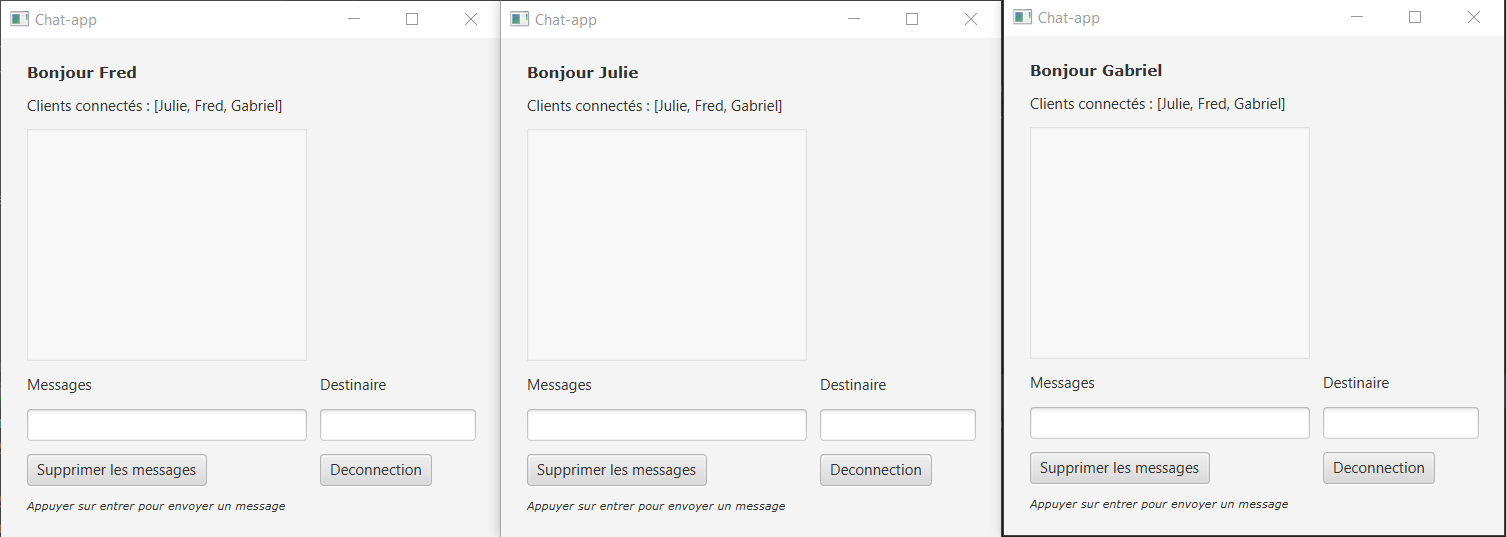 Chat-app
Bonjour Fred
Clients connectés : [Julie, Fred, Gabriel]
Messages
Destinaire
Supprimer les messages
Deconnection
Appuyer sur entrer pour envoyer un message
Chat-app
Bonjour Julie
Clients connectés : [Julie, Fred, Gabriel]
Messages
Destinaire
Supprimer les messages
Deconnection
Appuyer sur entrer pour envoyer un message
Chat-app
Bonjour Gabriel
Clients connectés : [Julie, Fred, Gabriel]
Messages
Destinaire
Supprimer les messages
Deconnection
Appuyer sur entrer pour envoyer un message